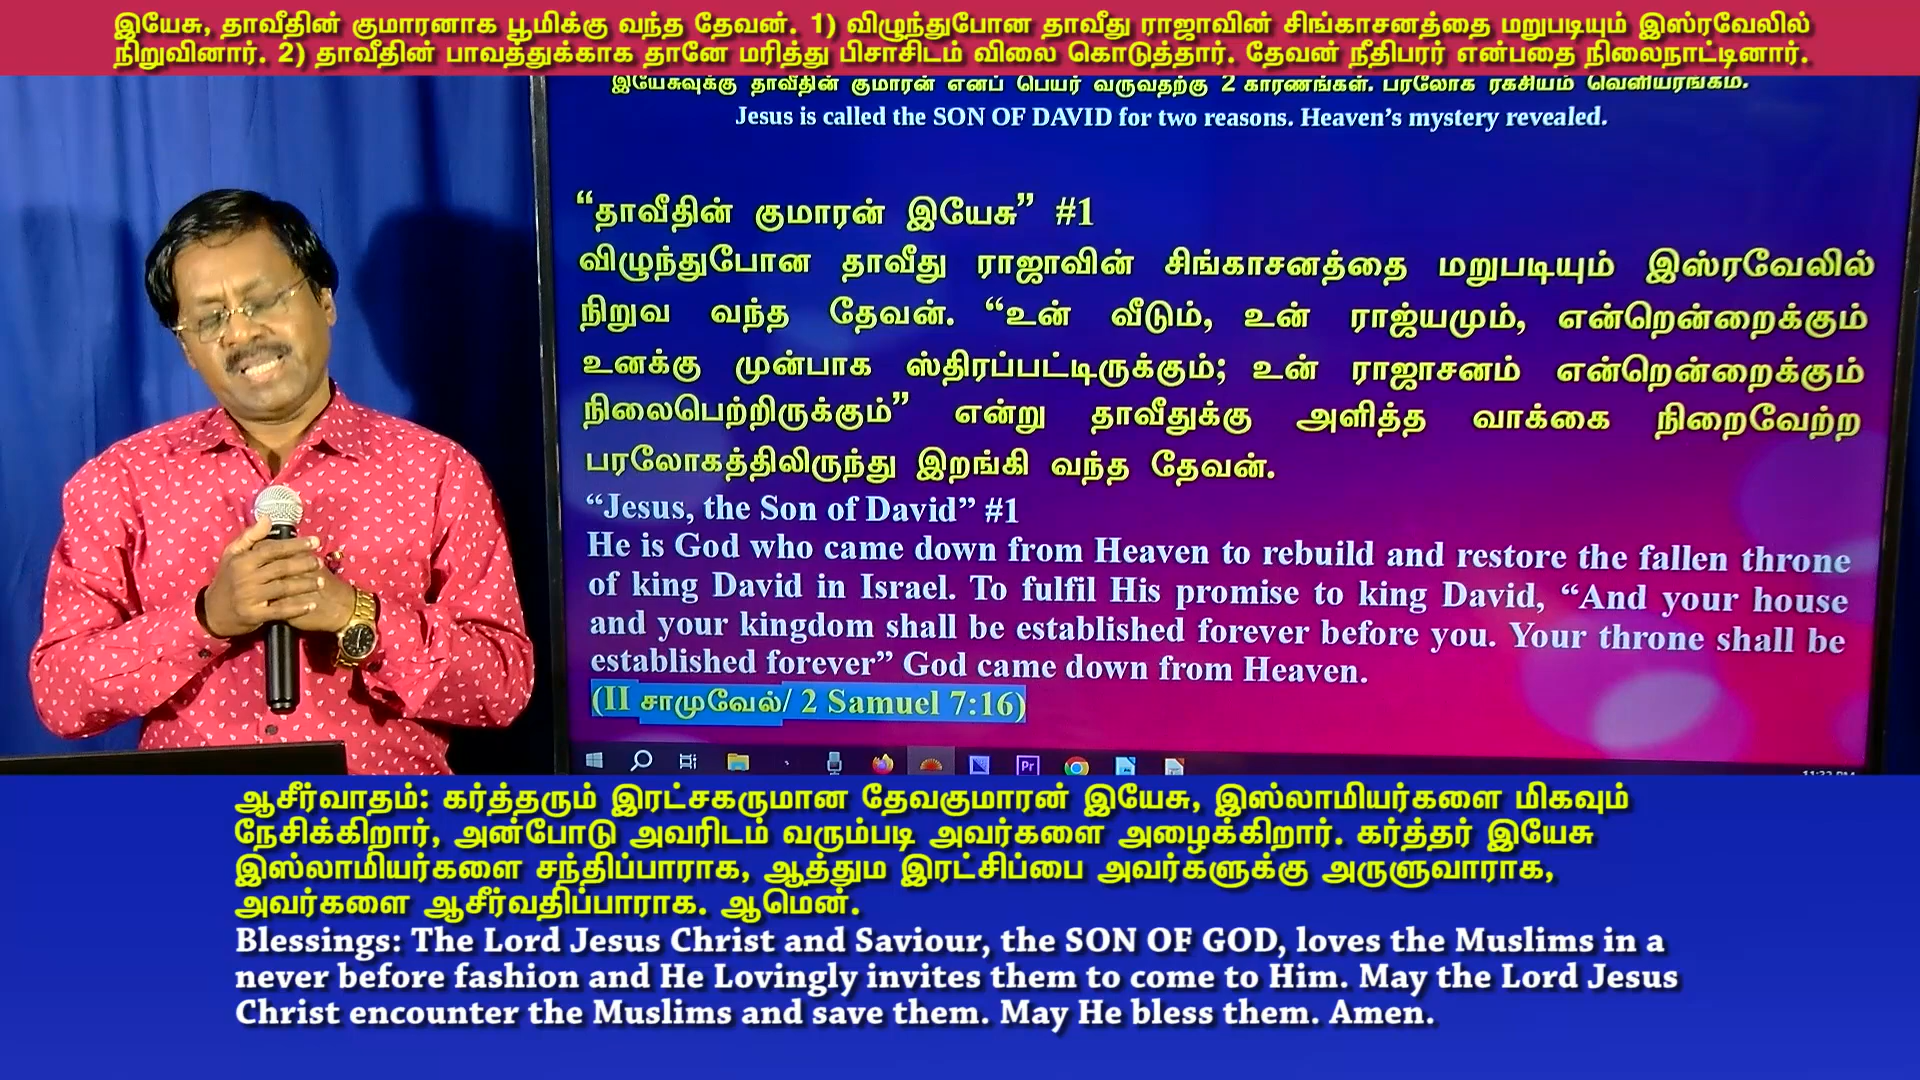 இயேசு, தாவீதின் குமாரனாக பூமிக்கு வந்த தேவன். 1) விழுந்துபோன தாவீது ராஜாவின் சிங்காசனத்தை மறுபடியும் இஸ்ரவேலில்
நிறுவினார். 2) தாவீதின் பாவத்துக்காக தானே மரித்து பிசாசிடம் விலை கொடுத்தார். தேவன் நீதிபரர் என்பதை நிலைநாட்டினார்.
இயேசுவுக்கு தாவீதின் குமாரன் எனப் பெயர் வருவதற்கு 2 காரணங்கள். பரலோக ரகசியம் வெளியரங்கம்.
Jesus is called the SON OF DAVID for two reasons. Heaven’s mystery revealed.
“தாவீதின் குமாரன் இயேசு” #1
விழுந்துபோன தாவீது ராஜாவின் சிங்காசனத்தை மறுபடியும் இஸ்ரவேலில்
நிறுவ வந்த தேவன். “உன் வீடும், உன் ராஜ்யமும், என்றென்றைக்கும்
உனக்கு முன்பாக ஸ்திரப்பட்டிருக்கும்; உன் ராஜாசனம் என்றென்றைக்கும்
நிலைபெற்றிருக்கும்” என்று தாவீதுக்கு அளித்த வாக்கை நிறைவேற்ற
பரலோகத்திலிருந்து இறங்கி வந்த தேவன்.
“Jesus, the Son of David” #1
He is God who came down from Heaven to rebuild and restore the fallen throne
of king David in Israel. To fulfil His promise to king David, “And your house
and your kingdom shall be established forever before you. Your throne shall be
established forever” God came down from Heaven.
(II சாமுவேல்/ 2 Samuel 7:16)
Pr
ஆசீர்வாதம்: கர்த்தரும் இரட்சகருமான தேவகுமாரன் இயேசு, இஸ்லாமியர்களை மிகவும்
நேசிக்கிறார், அன்போடு அவரிடம் வரும்படி அவர்களை அழைக்கிறார். கர்த்தர் இயேசு
இஸ்லாமியர்களை சந்திப்பாராக, ஆத்தும இரட்சிப்பை அவர்களுக்கு அருளுவாராக,
அவர்களை ஆசீர்வதிப்பாராக. ஆமென்.
Blessings: The Lord Jesus Christ and Saviour, the SON OF GOD, loves the Muslims in a
never before fashion and He Lovingly invites them to come to Him. May the Lord Jesus
Christ encounter the Muslims and save them. May He bless them. Amen.